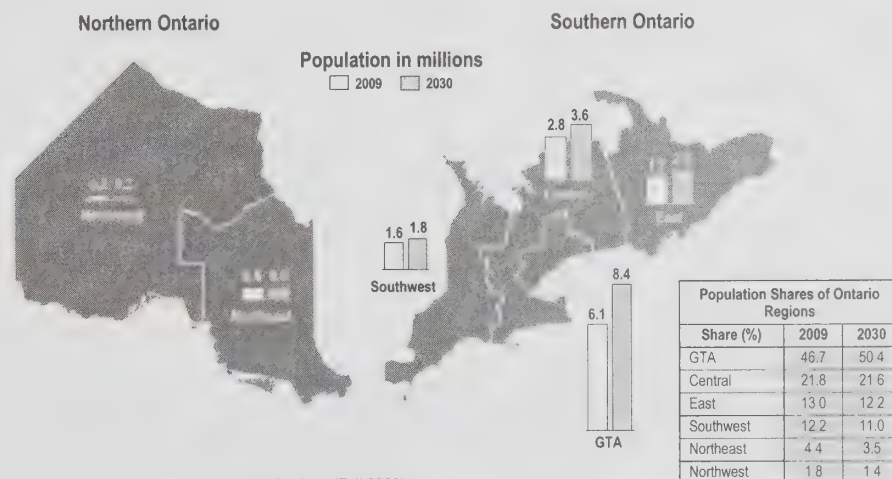 Northern Ontario
Southern Ontario
Population in millions
2009 2030
2.8 3.6
1.6 1.8
Southwest
East
6.1 8.4
GTA
Population Shares of Ontario
Regions
Share (%) 2009 2030
GTA 46.7 50.4
Central 21.8 21.6
East 13.0 12.2
Southwest 12.2 11.0
Northeast 4.4 3.5
Northwest 1.8 1.4